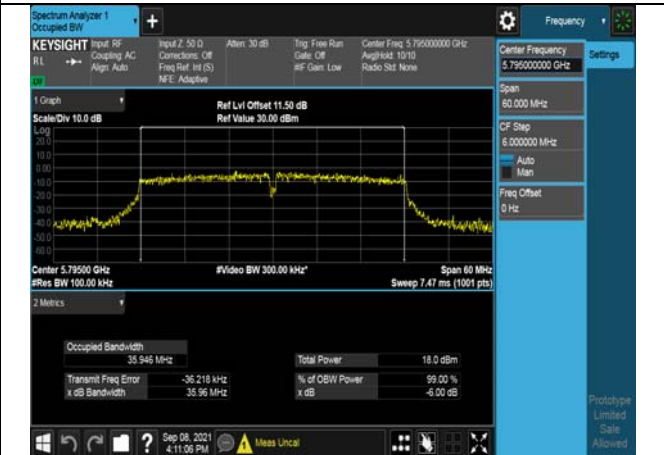 Spectrum Analyzer 1
Occupied BW
Frequency
KEYSIGHT
RL
Input: RF
Coupling: AC
Align: Auto
Input Z: 50 Ω
Corrections: Off
Freq Ref: Int (S)
NFE: Adaptive
Atten: 30 dB
Trig: Free Run
Gate: Off
#IF Gain: Low
Center Freq: 5.795000000 GHz
Avg|Hold: 10/10
Radio Std: None
Center Frequency
5.795000000 GHz
Settings
Span
60.000 MHz
CF Step
6.000000 MHz
Auto
Man
Freq Offset
0 Hz
1 Graph
Scale/Div 10.0 dB
Ref Lvl Offset 11.50 dB
Ref Value 30.00 dBm
Log
20.0
10.0
0.00
-10.0
-20.0
-30.0
-40.0
-50.0
-60.0
Center 5.79500 GHz
#Res BW 100.00 kHz
#Video BW 300.00 kHz*
Span 60 MHz
Sweep 7.47 ms (1001 pts)
2 Metrics
Occupied Bandwidth
35.946 MHz
Total Power 18.0 dBm
Transmit Freq Error -36.218 kHz
% of OBW Power 99.00 %
x dB Bandwidth 35.96 MHz
x dB -6.00 dB
Prototype
Limited
Sale
Allowed
Sep 08, 2021
4:11:06 PM
1
Meas Uncal